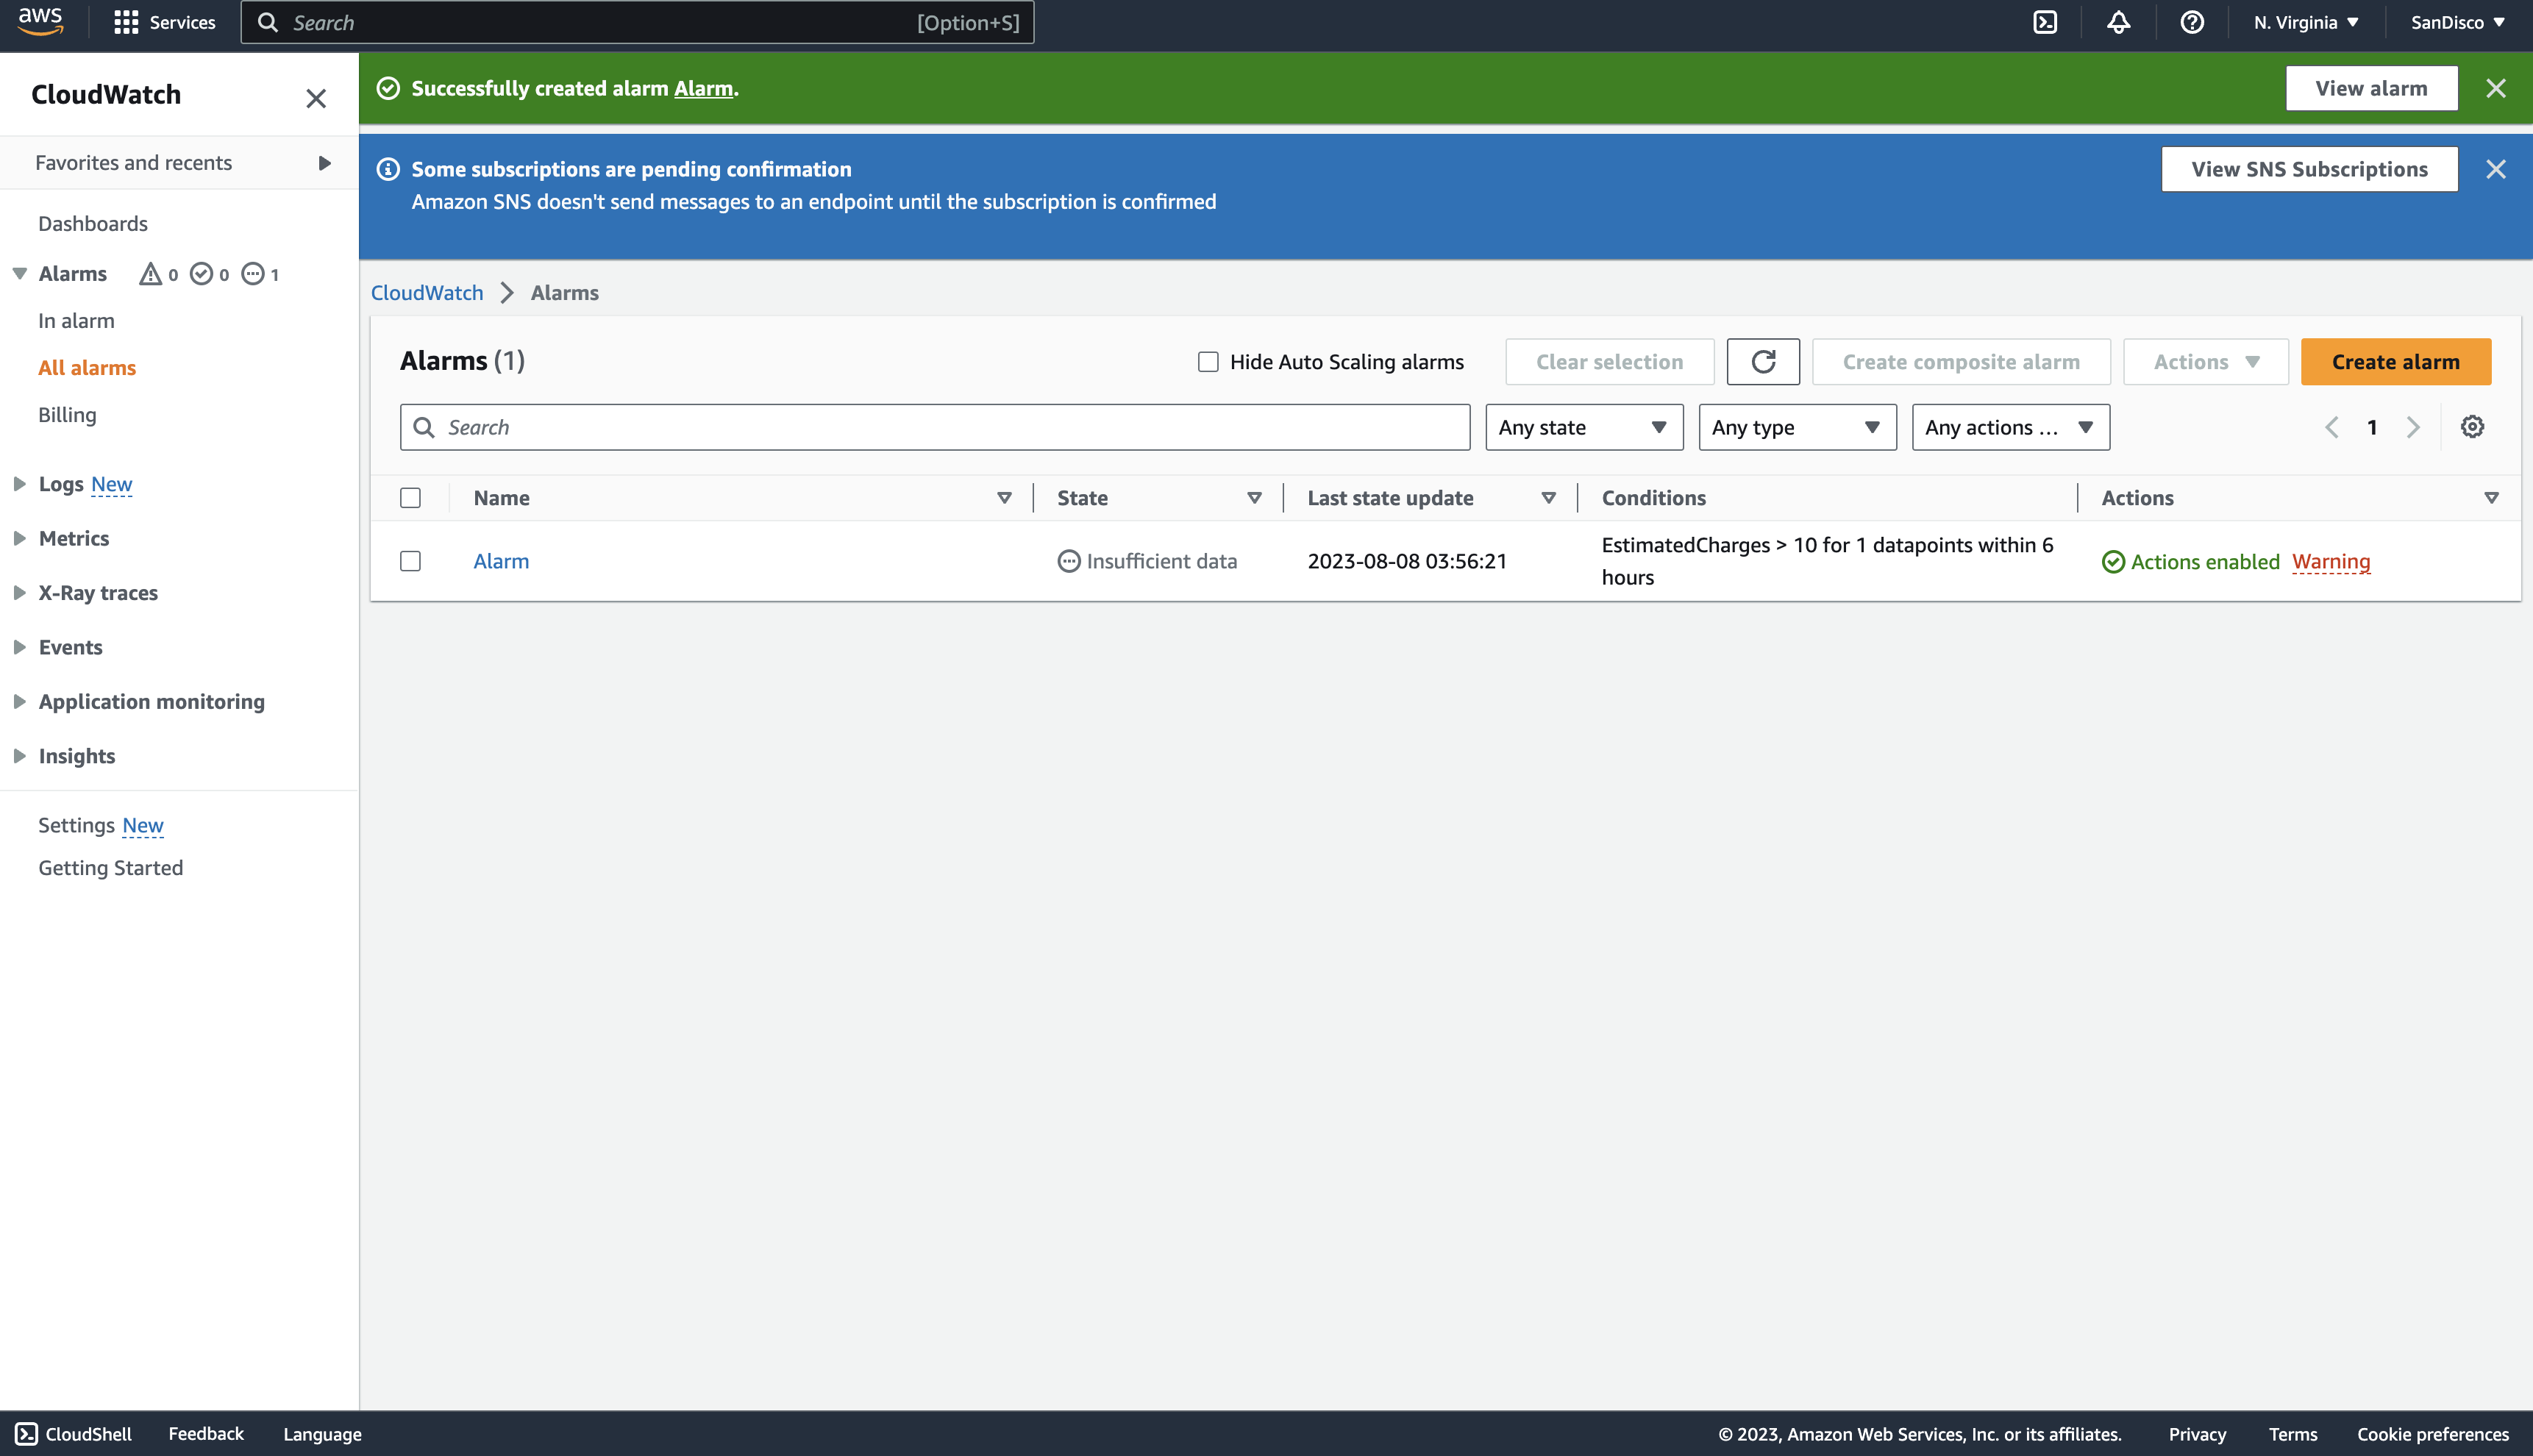 aws
Services
Search
[Option+S]
N. Virginia
SanDisco
CloudWatch
Favorites and recents
Dashboards
Alarms 0 0 1
In alarm
All alarms
Billing
Logs New
Metrics
X-Ray traces
Events
Application monitoring
Insights
Settings New
Getting Started
Successfully created alarm Alarm.
View alarm
Some subscriptions are pending confirmation
View SNS Subscriptions
Amazon SNS doesn't send messages to an endpoint until the subscription is confirmed
CloudWatch Alarms
Alarms (1)
Hide Auto Scaling alarms
Clear selection
Create composite alarm
Actions
Create alarm
Search
Any state
Any type
Any actions ...
1
Name State Last state update Conditions Actions
Alarm Insufficient data 2023-08-08 03:56:21 EstimatedCharges > 10 for 1 datapoints within 6
hours
Actions enabled Warning
CloudShell Feedback Language
© 2023, Amazon Web Services, Inc. or its affiliates. Privacy Terms Cookie preferences